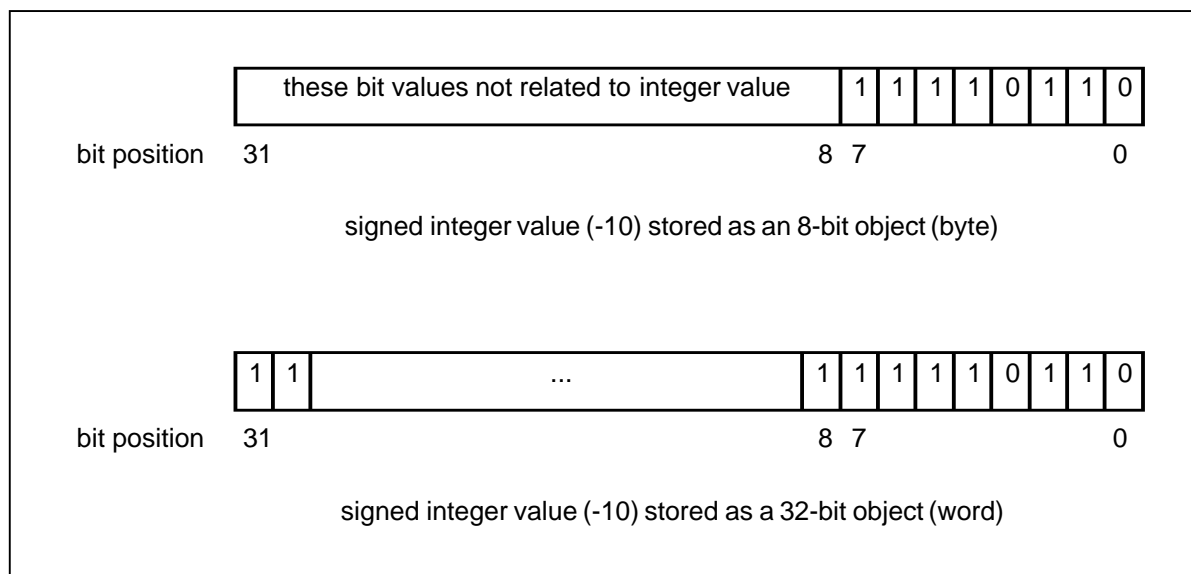 these bit values not related to integer value 1 1 1 1 0 1 1 0
bit position 31 8 7 0
signed integer value (-10) stored as an 8-bit object (byte)
1 1 ... 1 1 1 1 1 0 1 1 0
bit position 31 8 7 0
signed integer value (-10) stored as a 32-bit object (word)